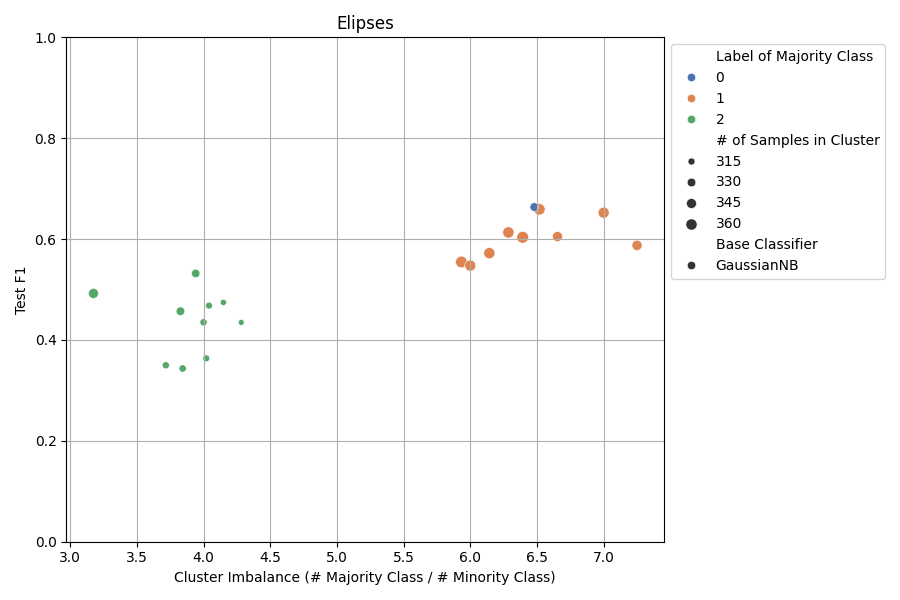 Elipses
Test F1
1.0
0.8
0.6
0.4
0.2
0.0
3.0 3.5 4.0 4.5 5.0 5.5 6.0 6.5 7.0
Cluster Imbalance (# Majority Class / # Minority Class)
Label of Majority Class
0
1
2
# of Samples in Cluster
315
330
345
360
Base Classifier
GaussianNB